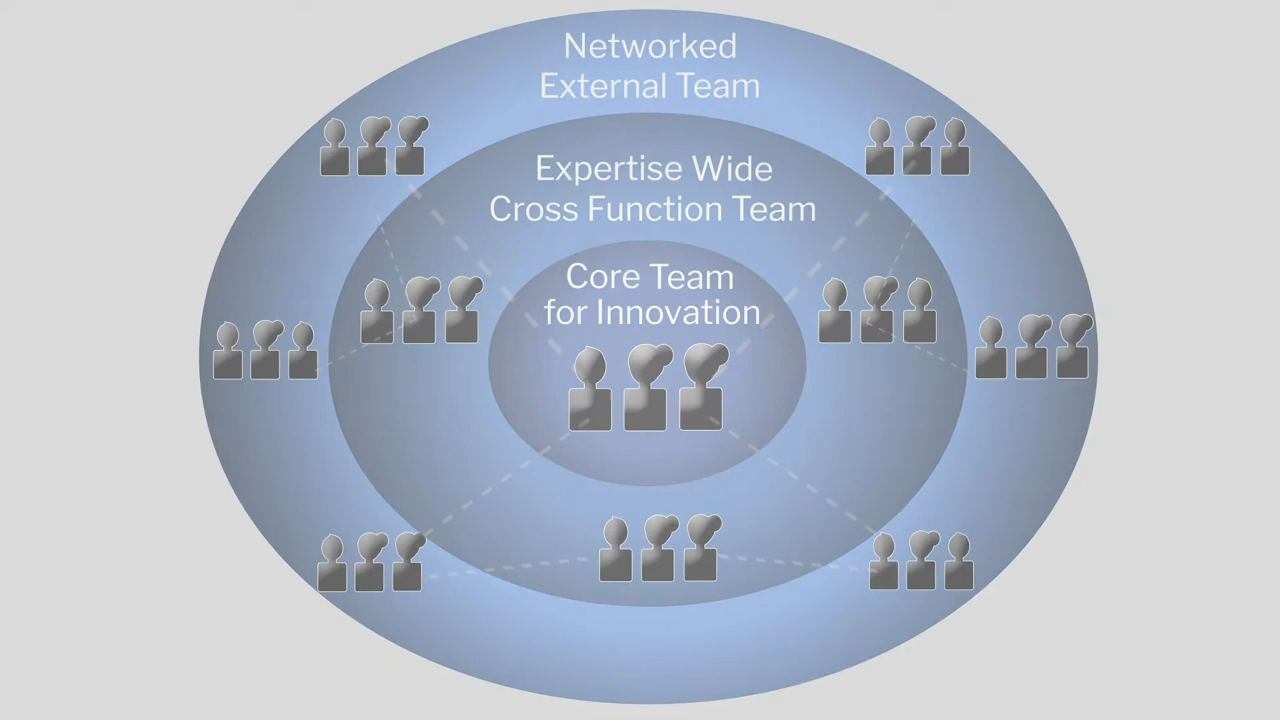 Networked
External Team
Expertise Wide
Cross Function Team
Core Team
for Innovation